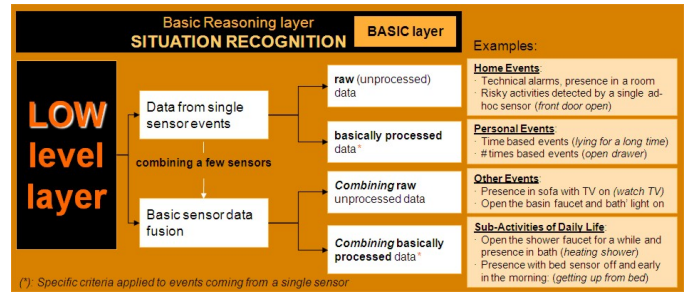 Basic Reasoning layer
SITUATION RECOGNITION
BASIC layer
LOW
level
layer
Data from single
sensor events
combining a few sensors
Basic sensor data
fusion
raw (unprocessed)
data
basically processed
data*
Combining raw
unprocessed data
Combining basically
processed data*
(*): Specific criteria applied to events coming from a single sensor
Examples:
Home Events:
· Technical alarms, presence in a room
· Risky activities detected by a single ad-
hoc sensor (front door open)
Personal Events:
· Time based events (lying for a long time)
· # times based events (open drawer)
Other Events:
· Presence in sofa with TV on (watch TV)
· Open the basin faucet and bath' light on
Sub-Activities of Daily Life:
· Open the shower faucet for a while and
presence in bath (heating shower)
· Presence with bed sensor off and early
in the morning: (getting up from bed)